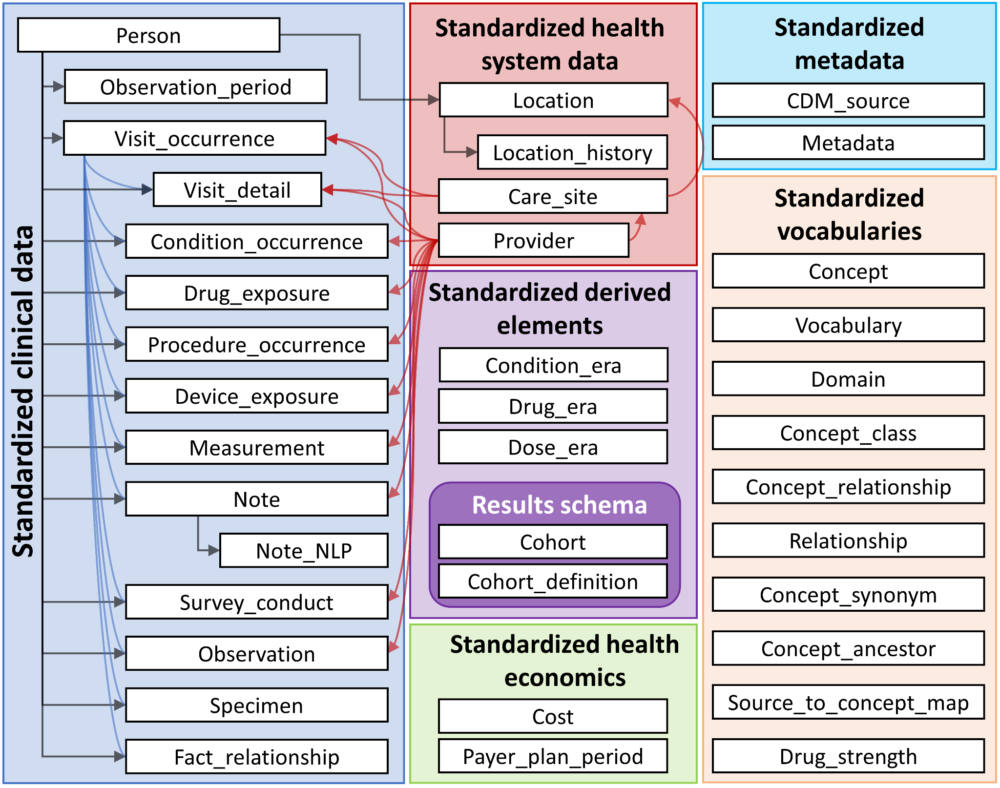 Standardized clinical data
Person
Observation_period
Visit_occurrence
Visit_detail
Condition_occurrence
Drug_exposure
Procedure_occurrence
Device_exposure
Measurement
Note
Note_NLP
Survey_conduct
Observation
Specimen
Fact_relationship
Standardized health
system data
Location
Location_history
Care_site
Provider
Standardized derived
elements
Condition_era
Drug_era
Dose_era
Results schema
Cohort
Cohort_definition
Standardized health
economics
Cost
Payer_plan_period
Standardized
metadata
CDM_source
Metadata
Standardized
vocabularies
Concept
Vocabulary
Domain
Concept_class
Concept_relationship
Relationship
Concept_synonym
Concept_ancestor
Source_to_concept_map
Drug_strength